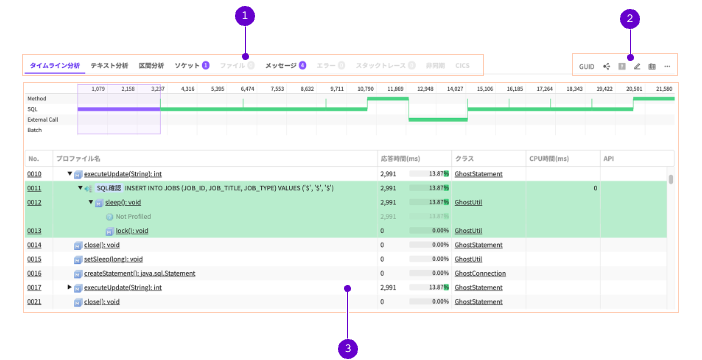 1
2
タイムライン分析 テキスト分析 区間分析 ソケット 1 ファイル 0 メッセージ 4 エラー 0 スタックトレース 0 非同期 CICS
GUID
1,079 2,158 3,237 4,316 5,395 6,474 7,553 8,632 9,711 10,790 11,869 12,948 14,027 15,106 16,185 17,264 18,343 19,422 20,501 21,580
Method
SQL
External Call
Batch
No. プロファイル名 応答時間(ms) クラス CPU時間(ms) API
0010 executeUpdate(String): int 2,991 13.87% GhostStatement
0011 SQL確認 INSERT INTO JOBS (JOB_ID, JOB_TITLE, JOB_TYPE) VALUES ('$', '$', '$') 2,991 13.87% 0
0012 sleep(): void 2,991 13.87% GhostUtil
Not Profiled 2,991 13.87%
0013 lock(): void 0 0.00% GhostUtil
0014 close(): void 0 0.00% GhostStatement
0015 setSleep(long): void 0 0.00% GhostUtil
0016 createStatement(): java.sql.Statement 0 0.00% GhostConnection
0017 executeUpdate(String): int 2,991 13.87% GhostStatement
0021 close(): void 0 0.00% GhostStatement
3